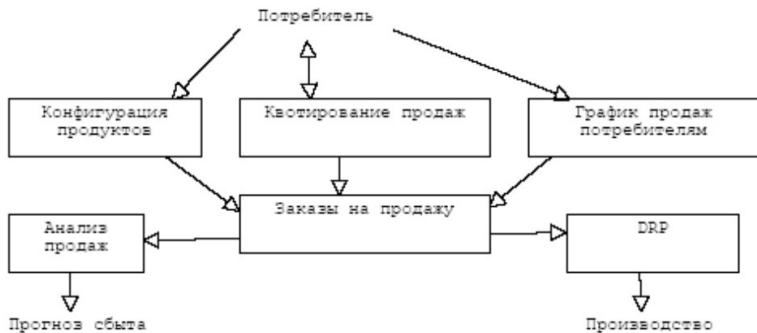 Потребитель
Конфигурация
продуктов
Квотирование продаж
График продаж
потребителям
Заказы на продажу
Анализ
продаж
DRP
Прогноз сбыта
Производство